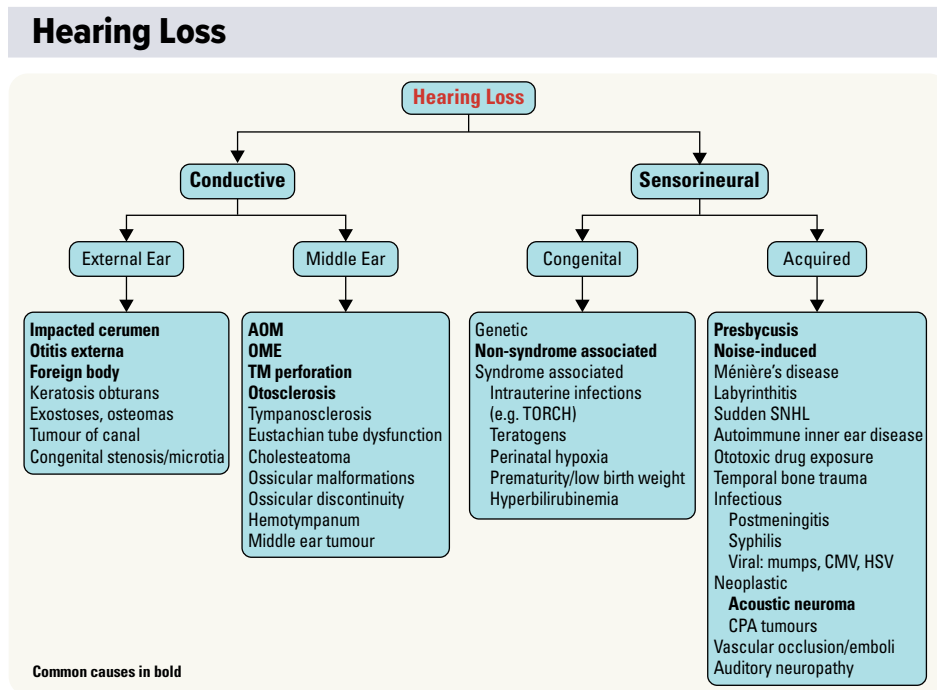 Hearing Loss
Hearing Loss
Conductive
Sensorineural
External Ear
Middle Ear
Congenital
Acquired
Impacted cerumen
Otitis externa
Foreign body
Keratosis obturans
Exostoses, osteomas
Tumour of canal
Congenital stenosis/microtia
AOM
OME
TM perforation
Otosclerosis
Tympanosclerosis
Eustachian tube dysfunction
Cholesteatoma
Ossicular malformations
Ossicular discontinuity
Hemotympanum
Middle ear tumour
Genetic
Non-syndrome associated
Syndrome associated
Intrauterine infections
(e.g. TORCH)
Teratogens
Perinatal hypoxia
Prematurity/low birth weight
Hyperbilirubinemia
Presbycusis
Noise-induced
Ménière's disease
Labyrinthitis
Sudden SNHL
Autoimmune inner ear disease
Ototoxic drug exposure
Temporal bone trauma
Infectious
Postmeningitis
Syphilis
Viral: mumps, CMV, HSV
Neoplastic
Acoustic neuroma
CPA tumours
Vascular occlusion/emboli
Auditory neuropathy
Common causes in bold